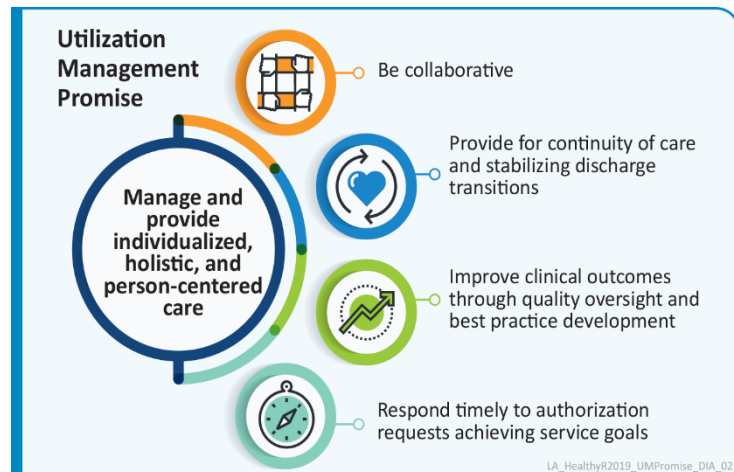 Utilization
Management
Promise
Be collaborative
Provide for continuity of care
and stabilizing discharge
transitions
Manage and
provide
individualized,
holistic, and
person-centered
care
Improve clinical outcomes
through quality oversight and
best practice development
Respond timely to authorization
requests achieving service goals
LA_HealthyR2019_UMPromise_DIA_02